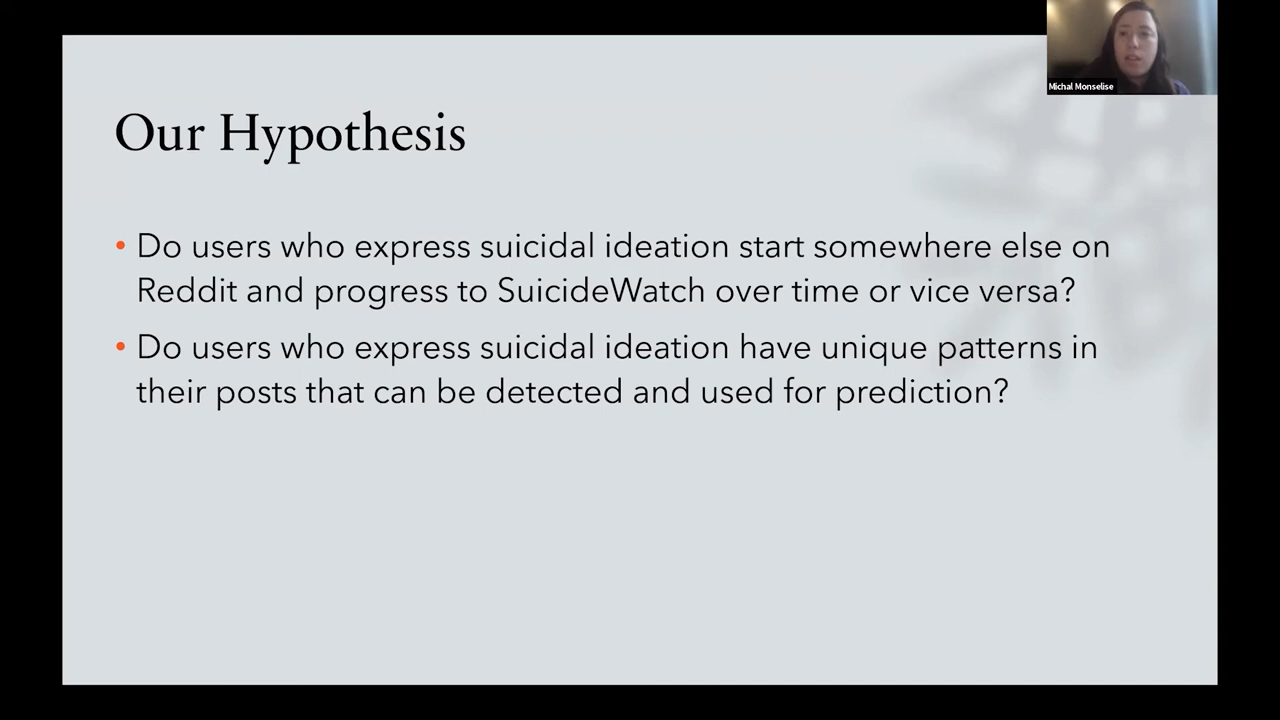 Michal Monselise
Our Hypothesis
• Do users who express suicidal ideation start somewhere else on
Reddit and progress to SuicideWatch over time or vice versa?
• Do users who express suicidal ideation have unique patterns in
their posts that can be detected and used for prediction?